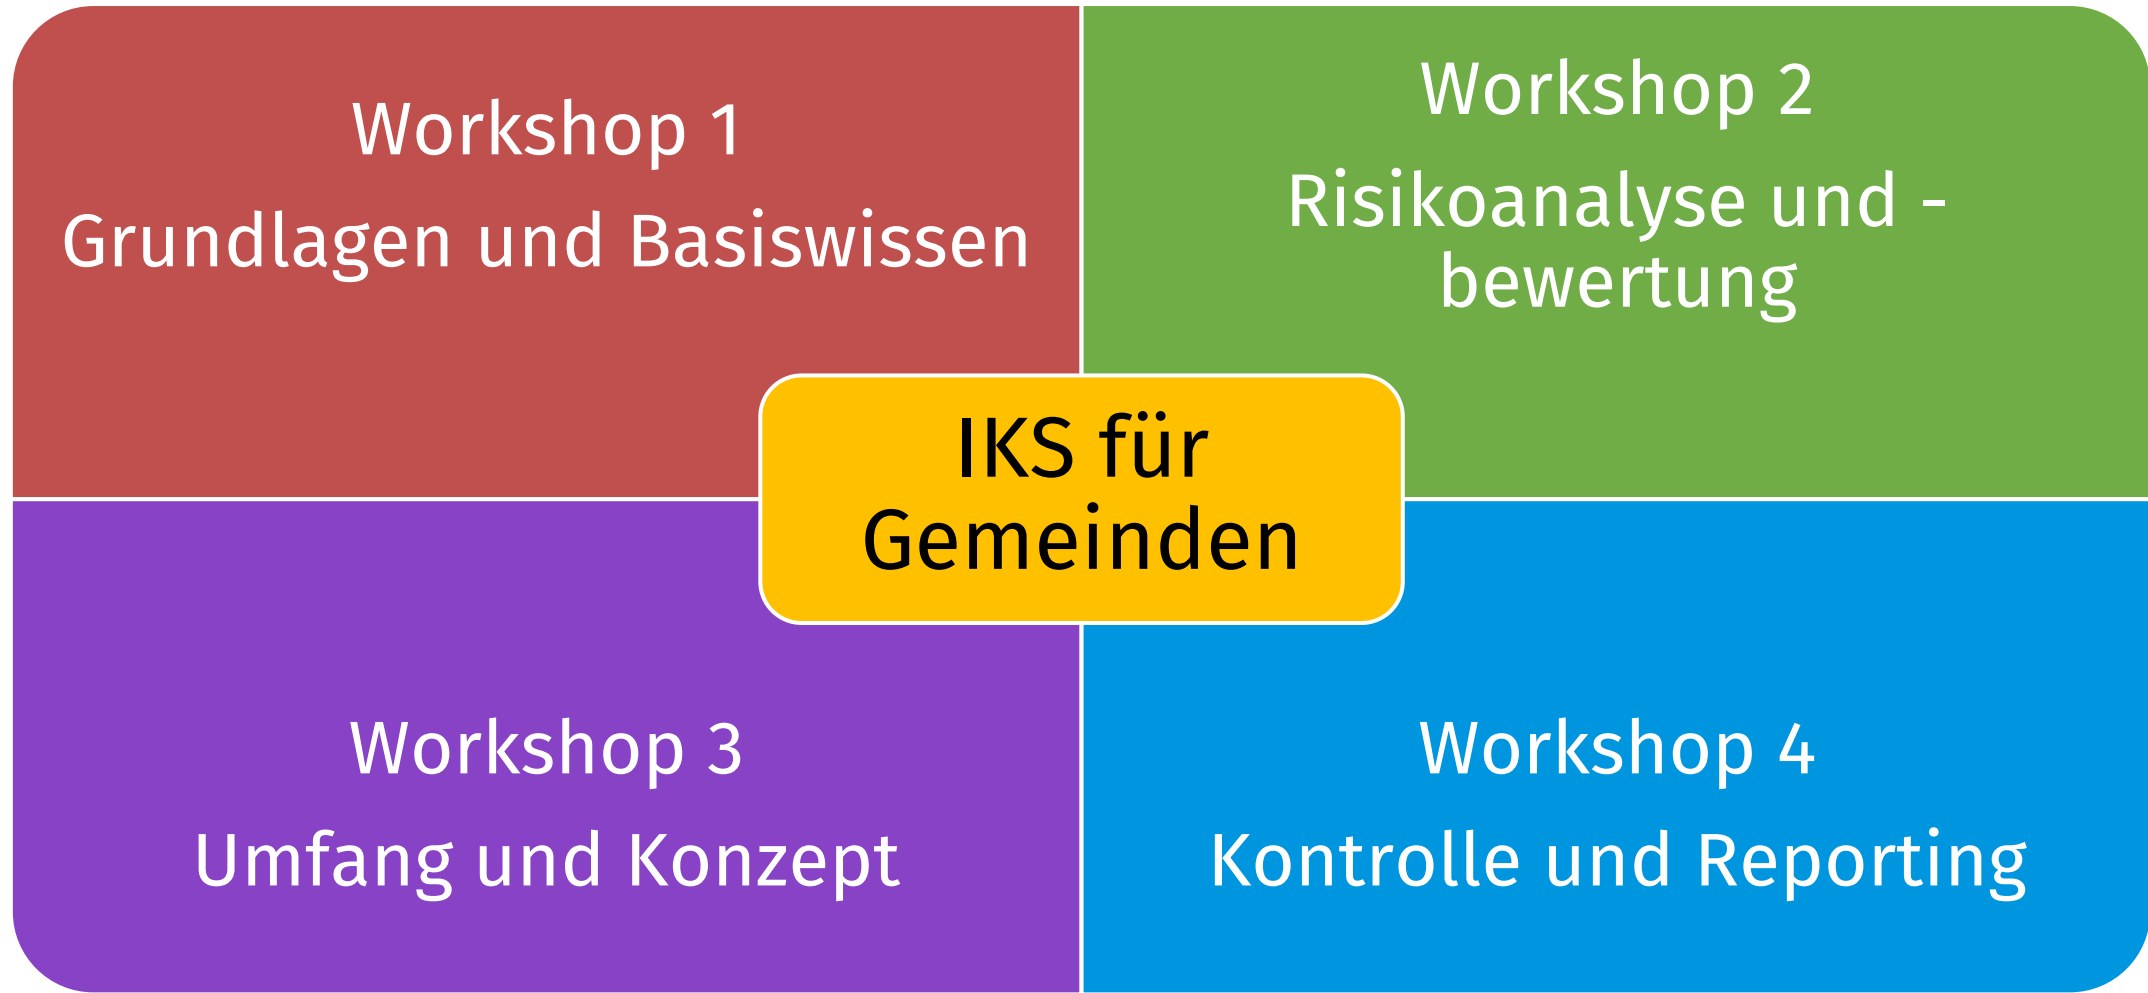 Workshop 1
Grundlagen und Basiswissen
Workshop 2
Risikoanalyse und -
bewertung
IKS für
Gemeinden
Workshop 3
Umfang und Konzept
Workshop 4
Kontrolle und Reporting